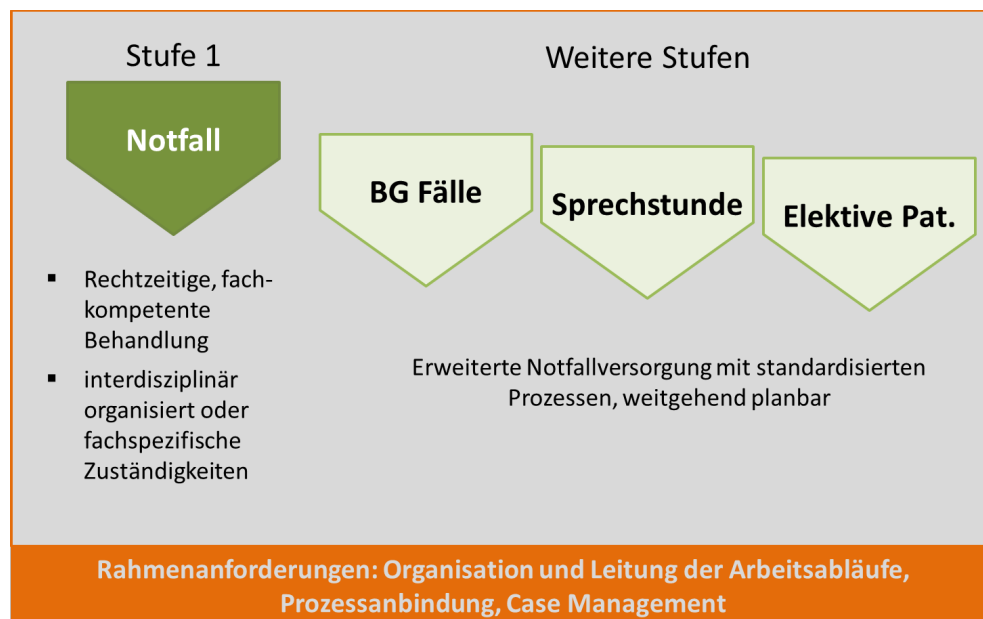 Stufe 1
Notfall
▪ Rechtzeitige, fach-
kompetente
Behandlung
▪ interdisziplinär
organisiert oder
fachspezifische
Zuständigkeiten
Weitere Stufen
BG Fälle
Sprechstunde
Elektive Pat.
Erweiterte Notfallversorgung mit standardisierten
Prozessen, weitgehend planbar
Rahmenanforderungen: Organisation und Leitung der Arbeitsabläufe,
Prozessanbindung, Case Management